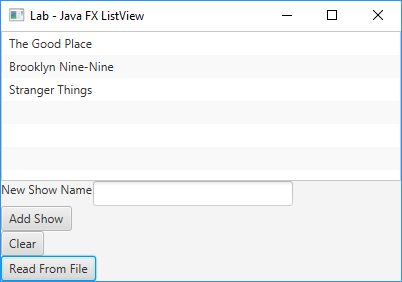 Lab - Java FX ListView
The Good Place
Brooklyn Nine-Nine
Stranger Things
New Show Name
Add Show
Clear
Read From File